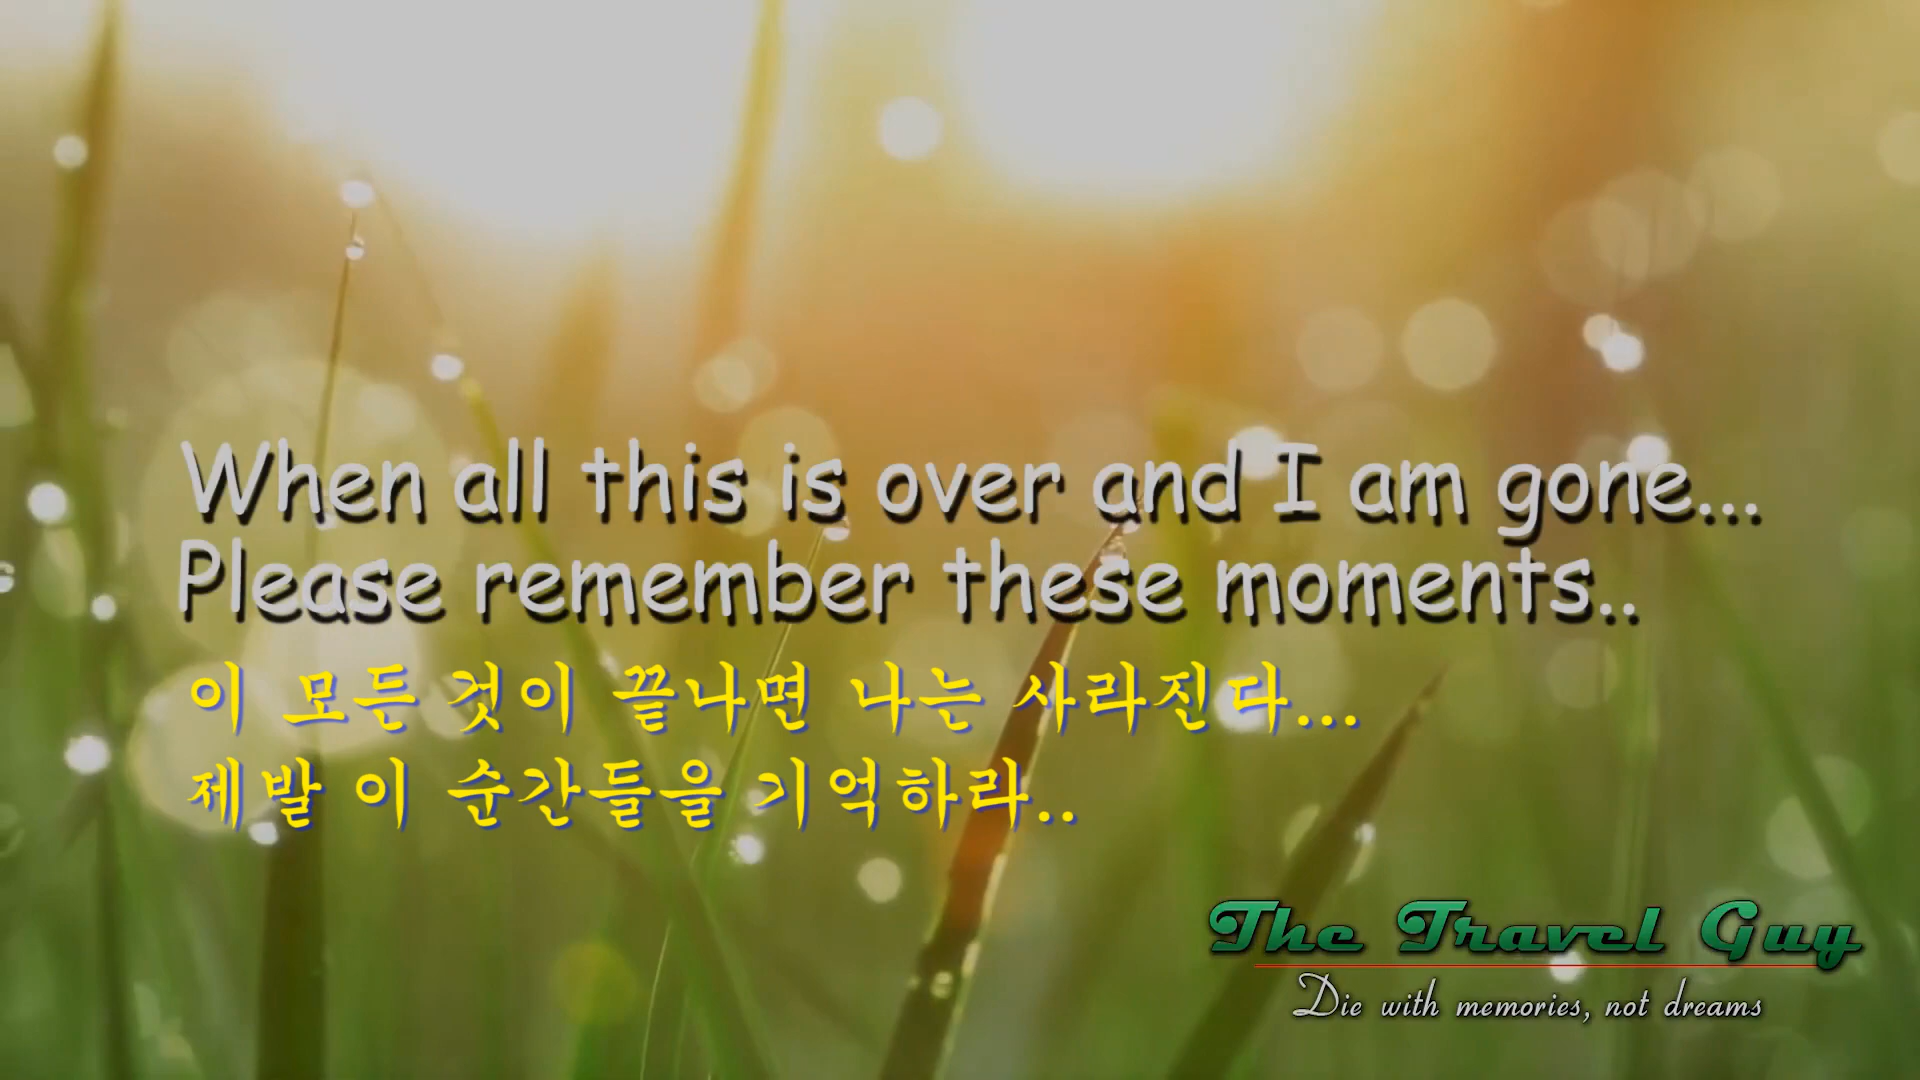 When all this is over and I am gone...
Please remember these moments..
이 모든 것이 끝나면 나는 사라진다...
제발 이 순간들을 기억하라..
The Travel Guy
Die with memories, not dreams